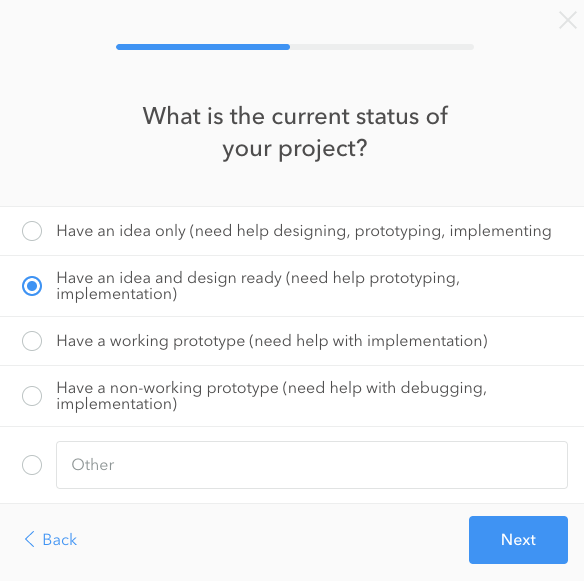 What is the current status of
your project?
Have an idea only (need help designing, prototyping, implementing
Have an idea and design ready (need help prototyping,
implementation)
Have a working prototype (need help with implementation)
Have a non-working prototype (need help with debugging,
implementation)
Other
Back
Next